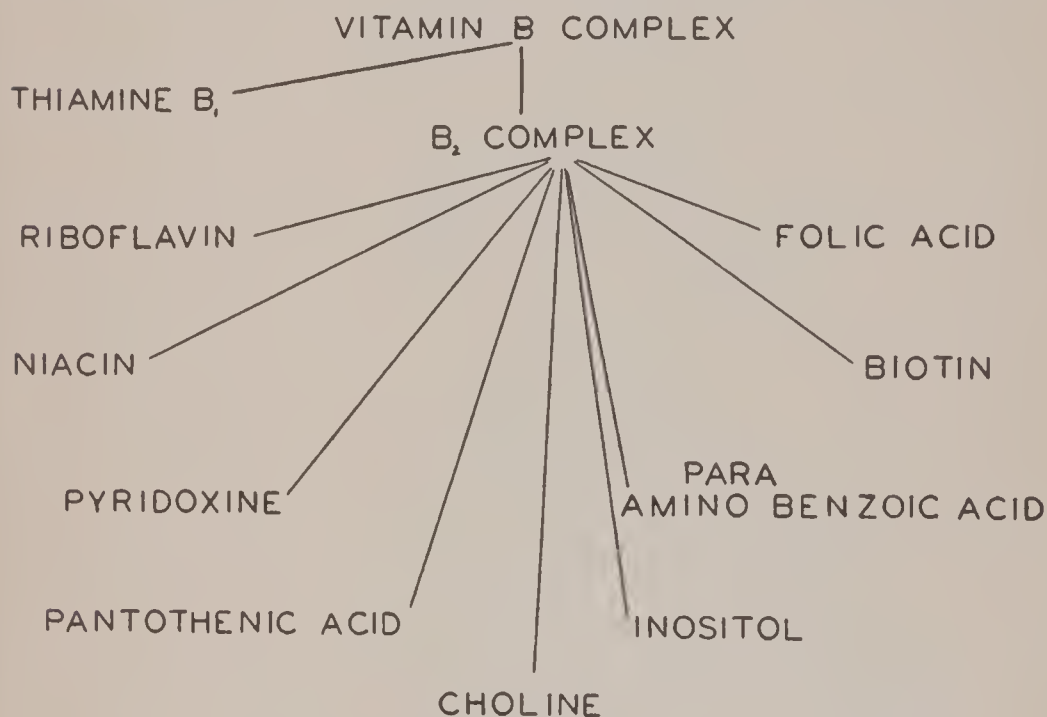 VITAMIN B COMPLEX
THIAMINE B₁
B₂ COMPLEX
RIBOFLAVIN
FOLIC ACID
NIACIN
BIOTIN
PARA
PYRIDOXINE
AMINO BENZOIC ACID
PANTOTHENIC ACID
INOSITOL
CHOLINE